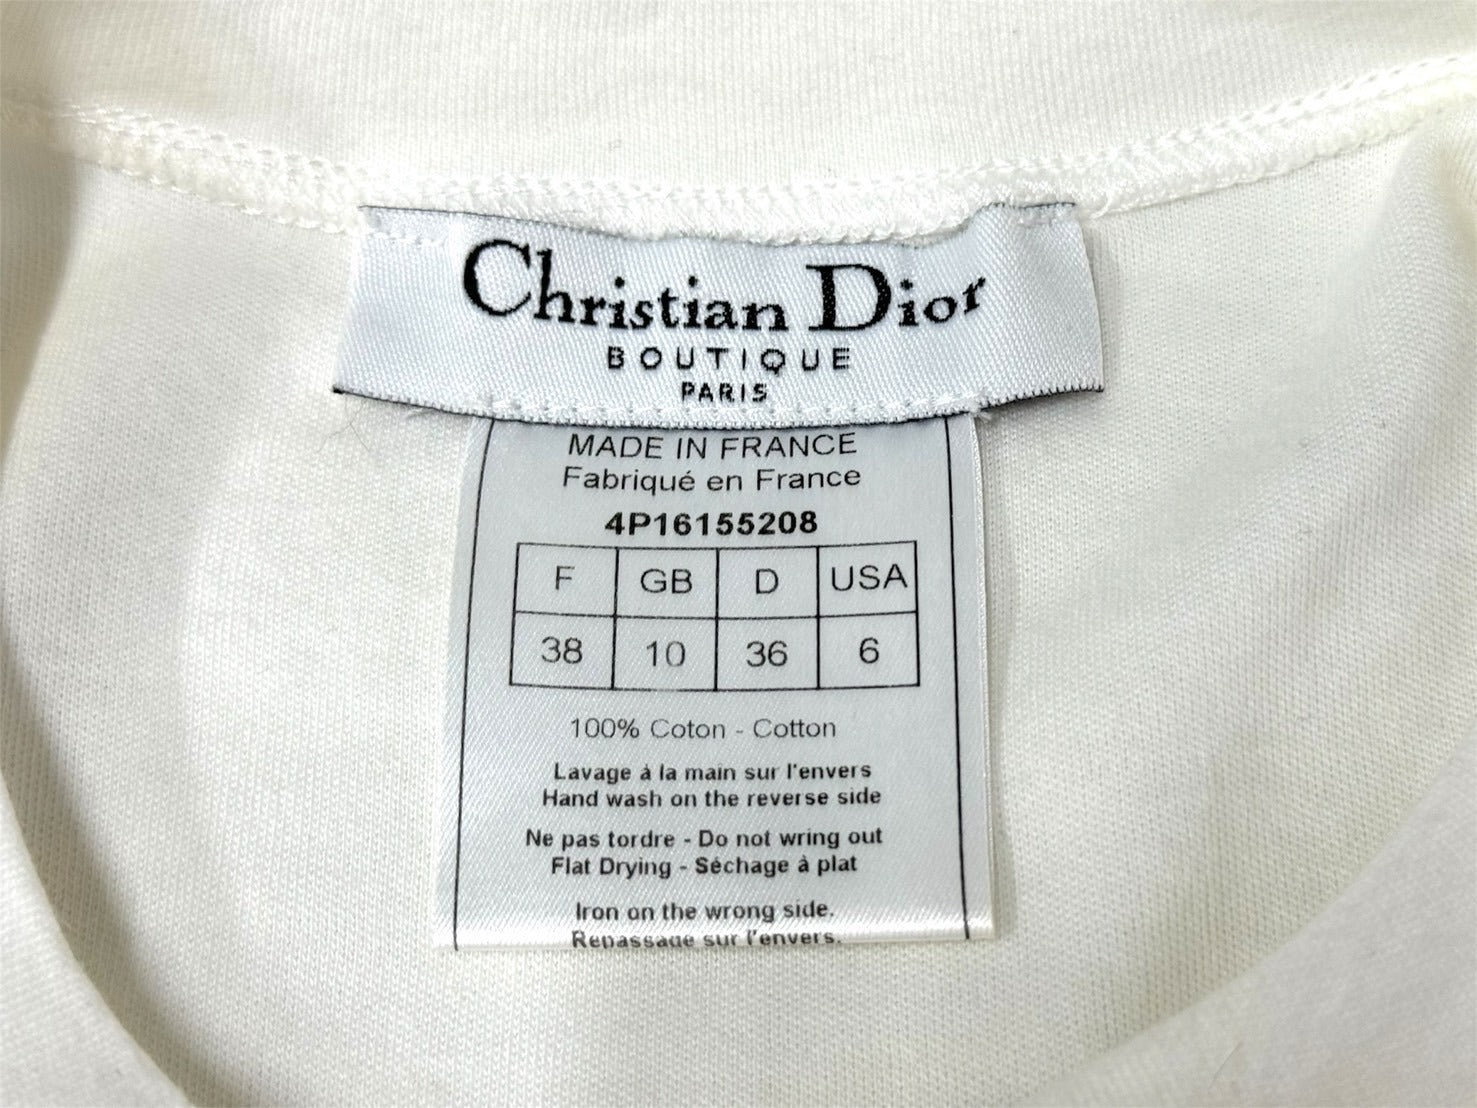 Christian Dior
BOUTIQUE
PARIS
MADE IN FRANCE
Fabriqué en France
4P16155208
F GB D USA
38 10 36 6
100% Coton - Cotton
Lavage à la main sur l'envers
Hand wash on the reverse side
Ne pas tordre - Do not wring out
Flat Drying - Séchage à plat
Iron on the wrong side.
Repassage sur l'envers.